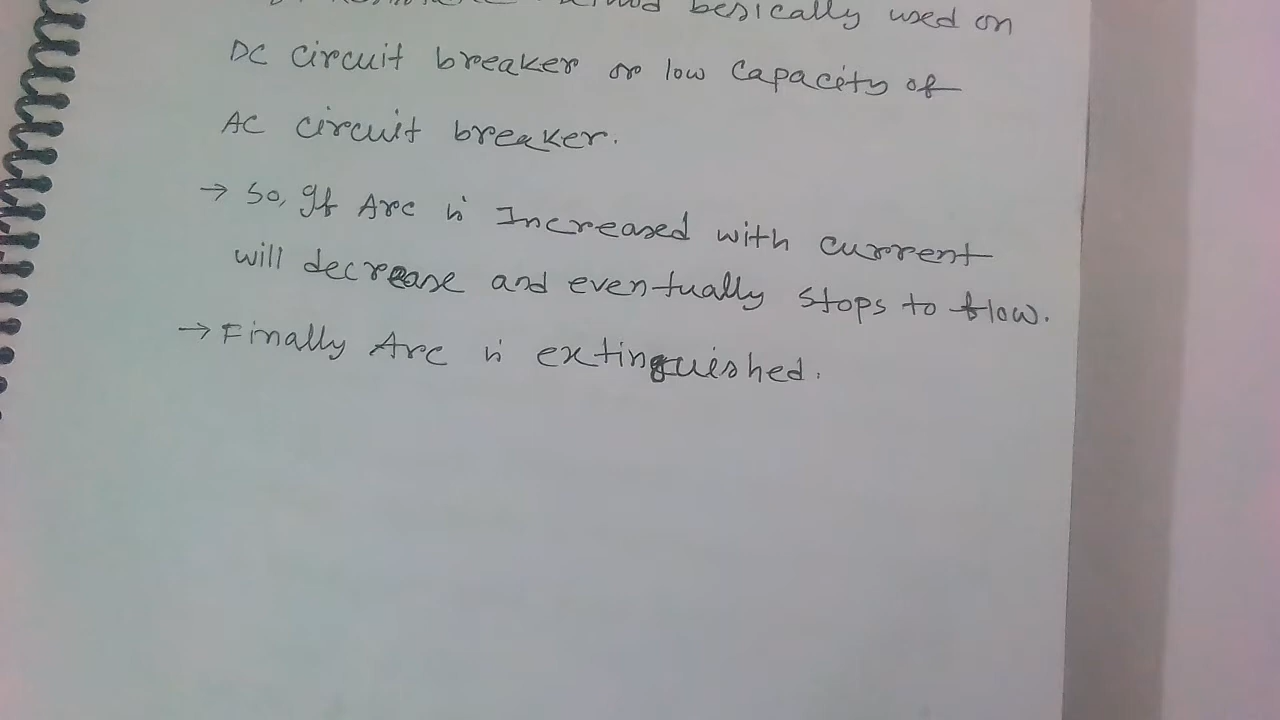 besically used on
DC circuit breaker or low capacity of
AC circuit breaker.
→ So, If Arc is Increased with current
will decrease and eventually stops to flow.
→ Finally Arc is extinguished.